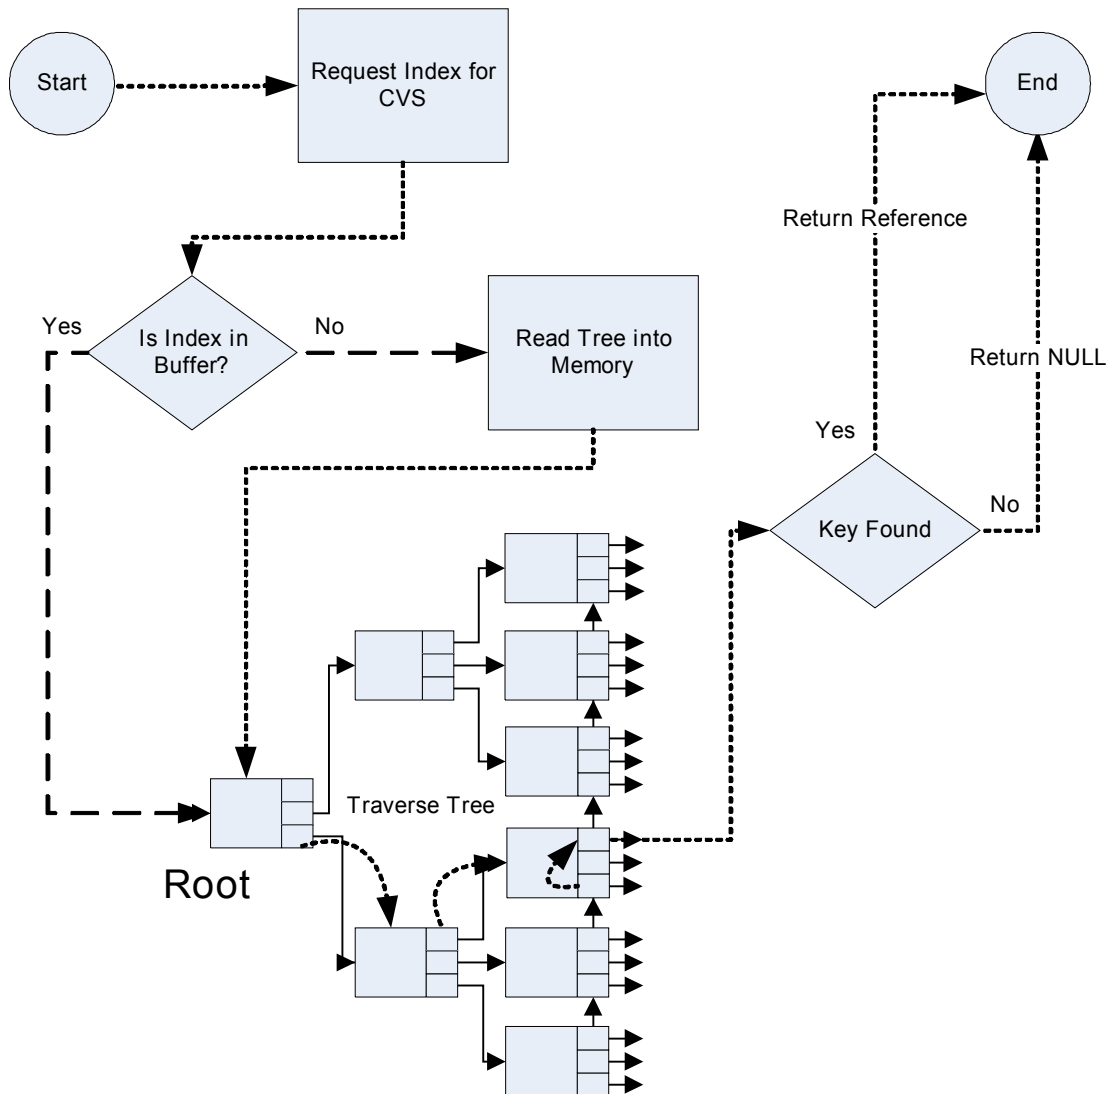 Start
Request Index for
CVS
End
Return Reference
Yes
Is Index in
Buffer?
No
Read Tree into
Memory
Return NULL
Yes
Key Found
No
Traverse Tree
Root